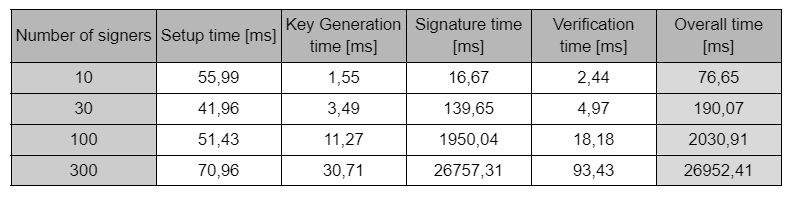 Number of signers Setup time [ms] Key Generation time [ms] Signature time [ms] Verification time [ms] Overall time [ms]
10 55,99 1,55 16,67 2,44 76,65
30 41,96 3,49 139,65 4,97 190,07
100 51,43 11,27 1950,04 18,18 2030,91
300 70,96 30,71 26757,31 93,43 26952,41